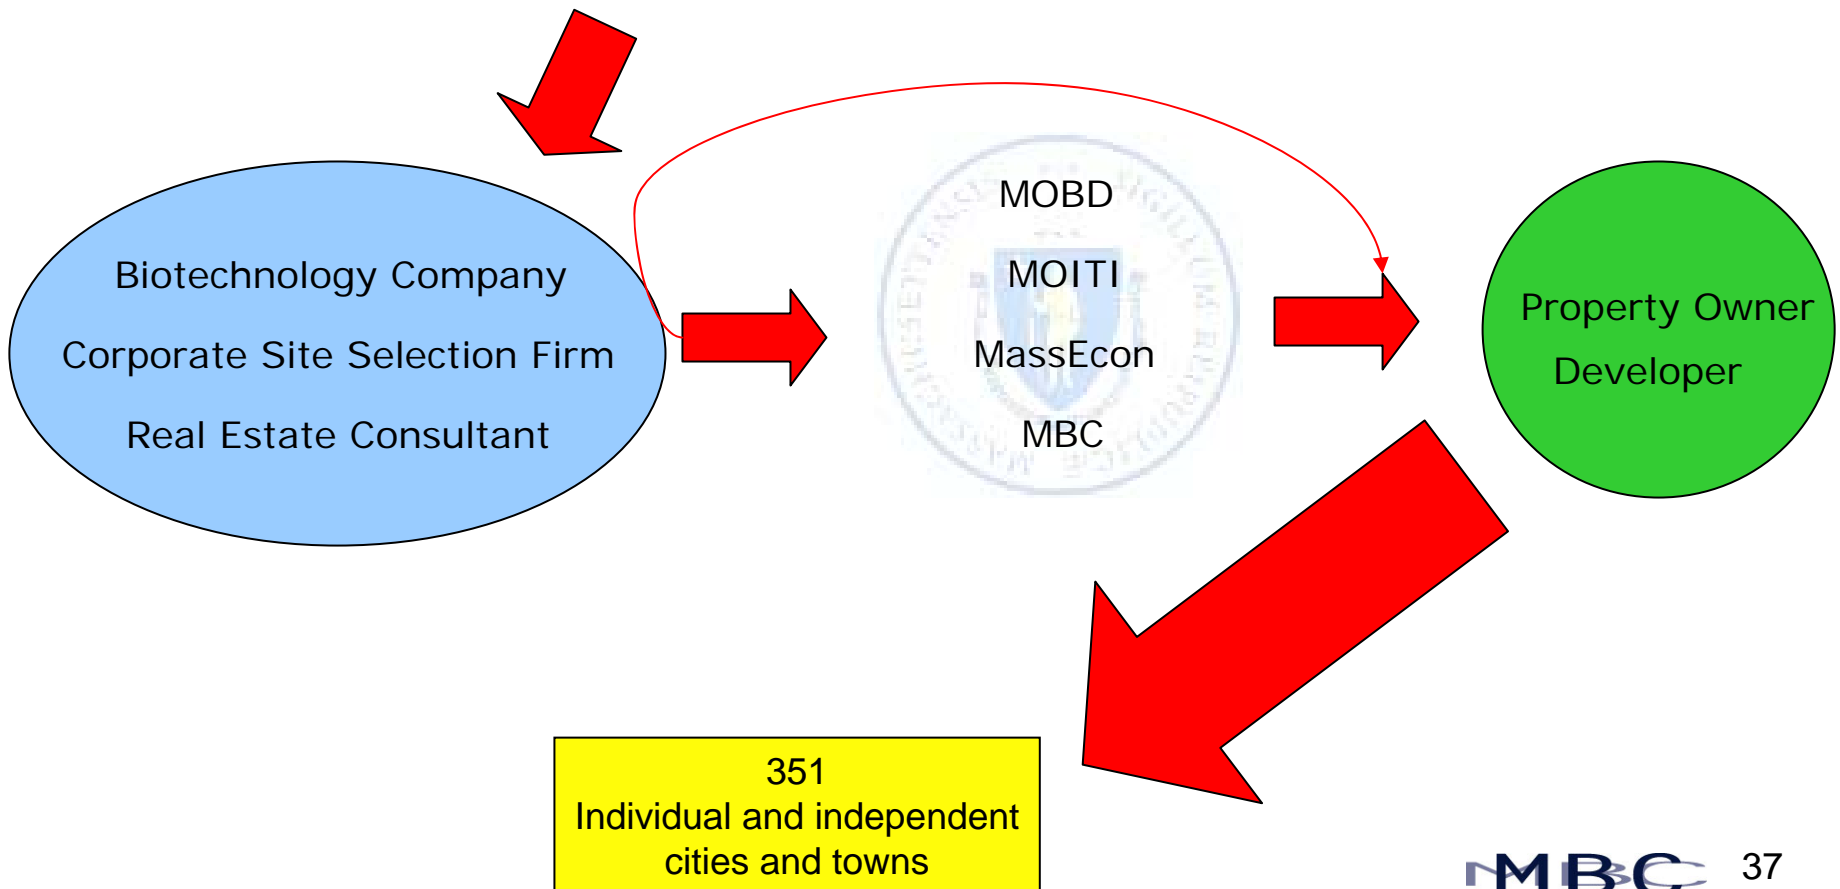 Biotechnology Company
Corporate Site Selection Firm
Real Estate Consultant
MOBD
MOITI
MassEcon
MBC
Property Owner
Developer
351
Individual and independent
cities and towns
MBC
37